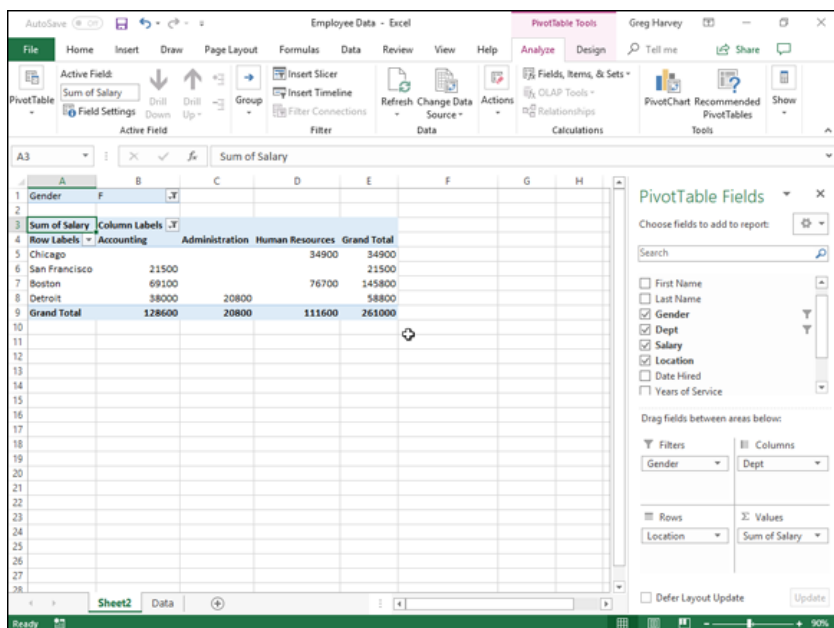 AutoSave Off Employee Data - Excel PivotTable Tools Greg Harvey
File Home Insert Draw Page Layout Formulas Data Review View Help Analyze Design Tell me Share
PivotTable
Active Field:
Sum of Salary
Field Settings
Drill Down
Drill Up
Active Field
Group
Insert Slicer
Insert Timeline
Filter Connections
Filter
Refresh
Change Data Source
Data
Actions
Fields, Items, & Sets
OLAP Tools
Relationships
Calculations
PivotChart
Recommended PivotTables
Tools
Show
A3 fx Sum of Salary
A B C D E F G H
1 Gender F
2
3 Sum of Salary Column Labels
4 Row Labels Accounting Administration Human Resources Grand Total
5 Chicago 34900 34900
6 San Francisco 21500 21500
7 Boston 69100 76700 145800
8 Detroit 38000 20800 58800
9 Grand Total 128600 20800 111600 261000
10
11
12
13
14
15
16
17
18
19
20
21
22
23
24
25
26
27
28
PivotTable Fields
Choose fields to add to report:
Search
First Name
Last Name
Gender
Dept
Salary
Location
Date Hired
Years of Service
Drag fields between areas below:
Filters Columns
Gender Dept
Rows Σ Values
Location Sum of Salary
Defer Layout Update Update
Sheet2 Data
Ready 90%